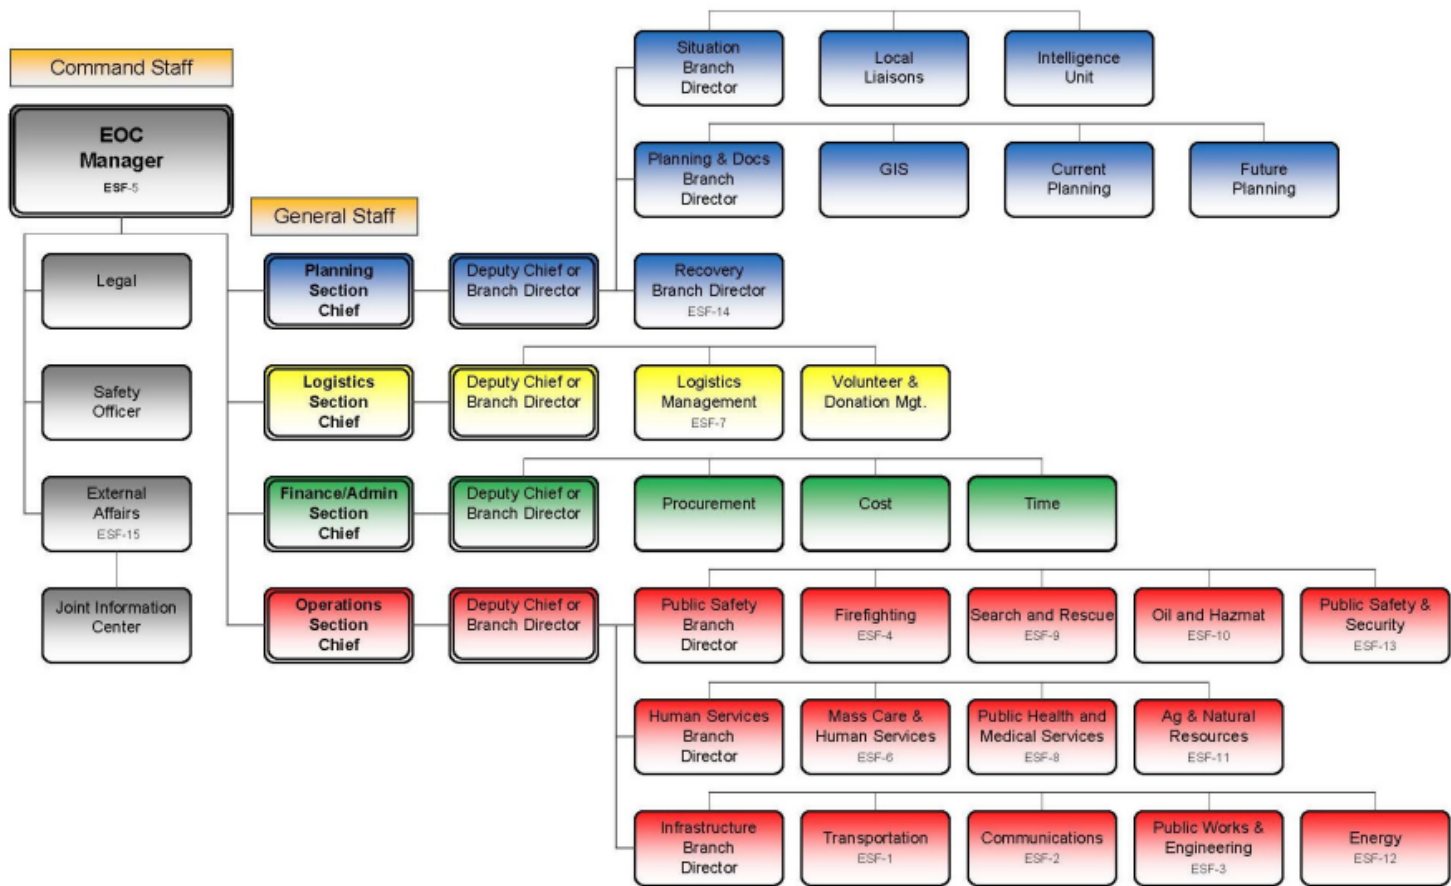 Command Staff
EOC
Manager
ESF-5
Legal
Safety
Officer
External
Affairs
ESF-15
Joint Information
Center
General Staff
Planning
Section
Chief
Deputy Chief or
Branch Director
Situation
Branch
Director
Local
Liaisons
Intelligence
Unit
Planning & Docs
Branch
Director
GIS
Current
Planning
Future
Planning
Recovery
Branch Director
ESF-14
Logistics
Section
Chief
Deputy Chief or
Branch Director
Logistics
Management
ESF-7
Volunteer &
Donation Mgt.
Finance/Admin
Section
Chief
Deputy Chief or
Branch Director
Procurement
Cost
Time
Operations
Section
Chief
Deputy Chief or
Branch Director
Public Safety
Branch
Director
Firefighting
ESF-4
Search and Rescue
ESF-9
Oil and Hazmat
ESF-10
Public Safety &
Security
ESF-13
Human Services
Branch
Director
Mass Care &
Human Services
ESF-6
Public Health and
Medical Services
ESF-8
Ag & Natural
Resources
ESF-11
Infrastructure
Branch
Director
Transportation
ESF-1
Communications
ESF-2
Public Works &
Engineering
ESF-3
Energy
ESF-12